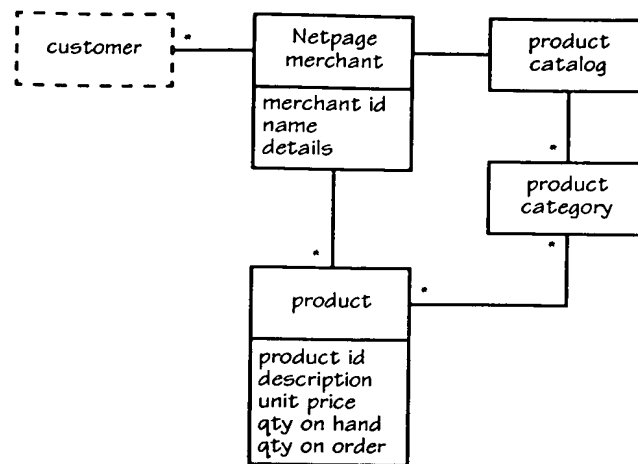 customer
*
Netpage
merchant
merchant id
name
details
product
catalog
*
product
category
*
*
*
product
product id
description
unit price
qty on hand
qty on order